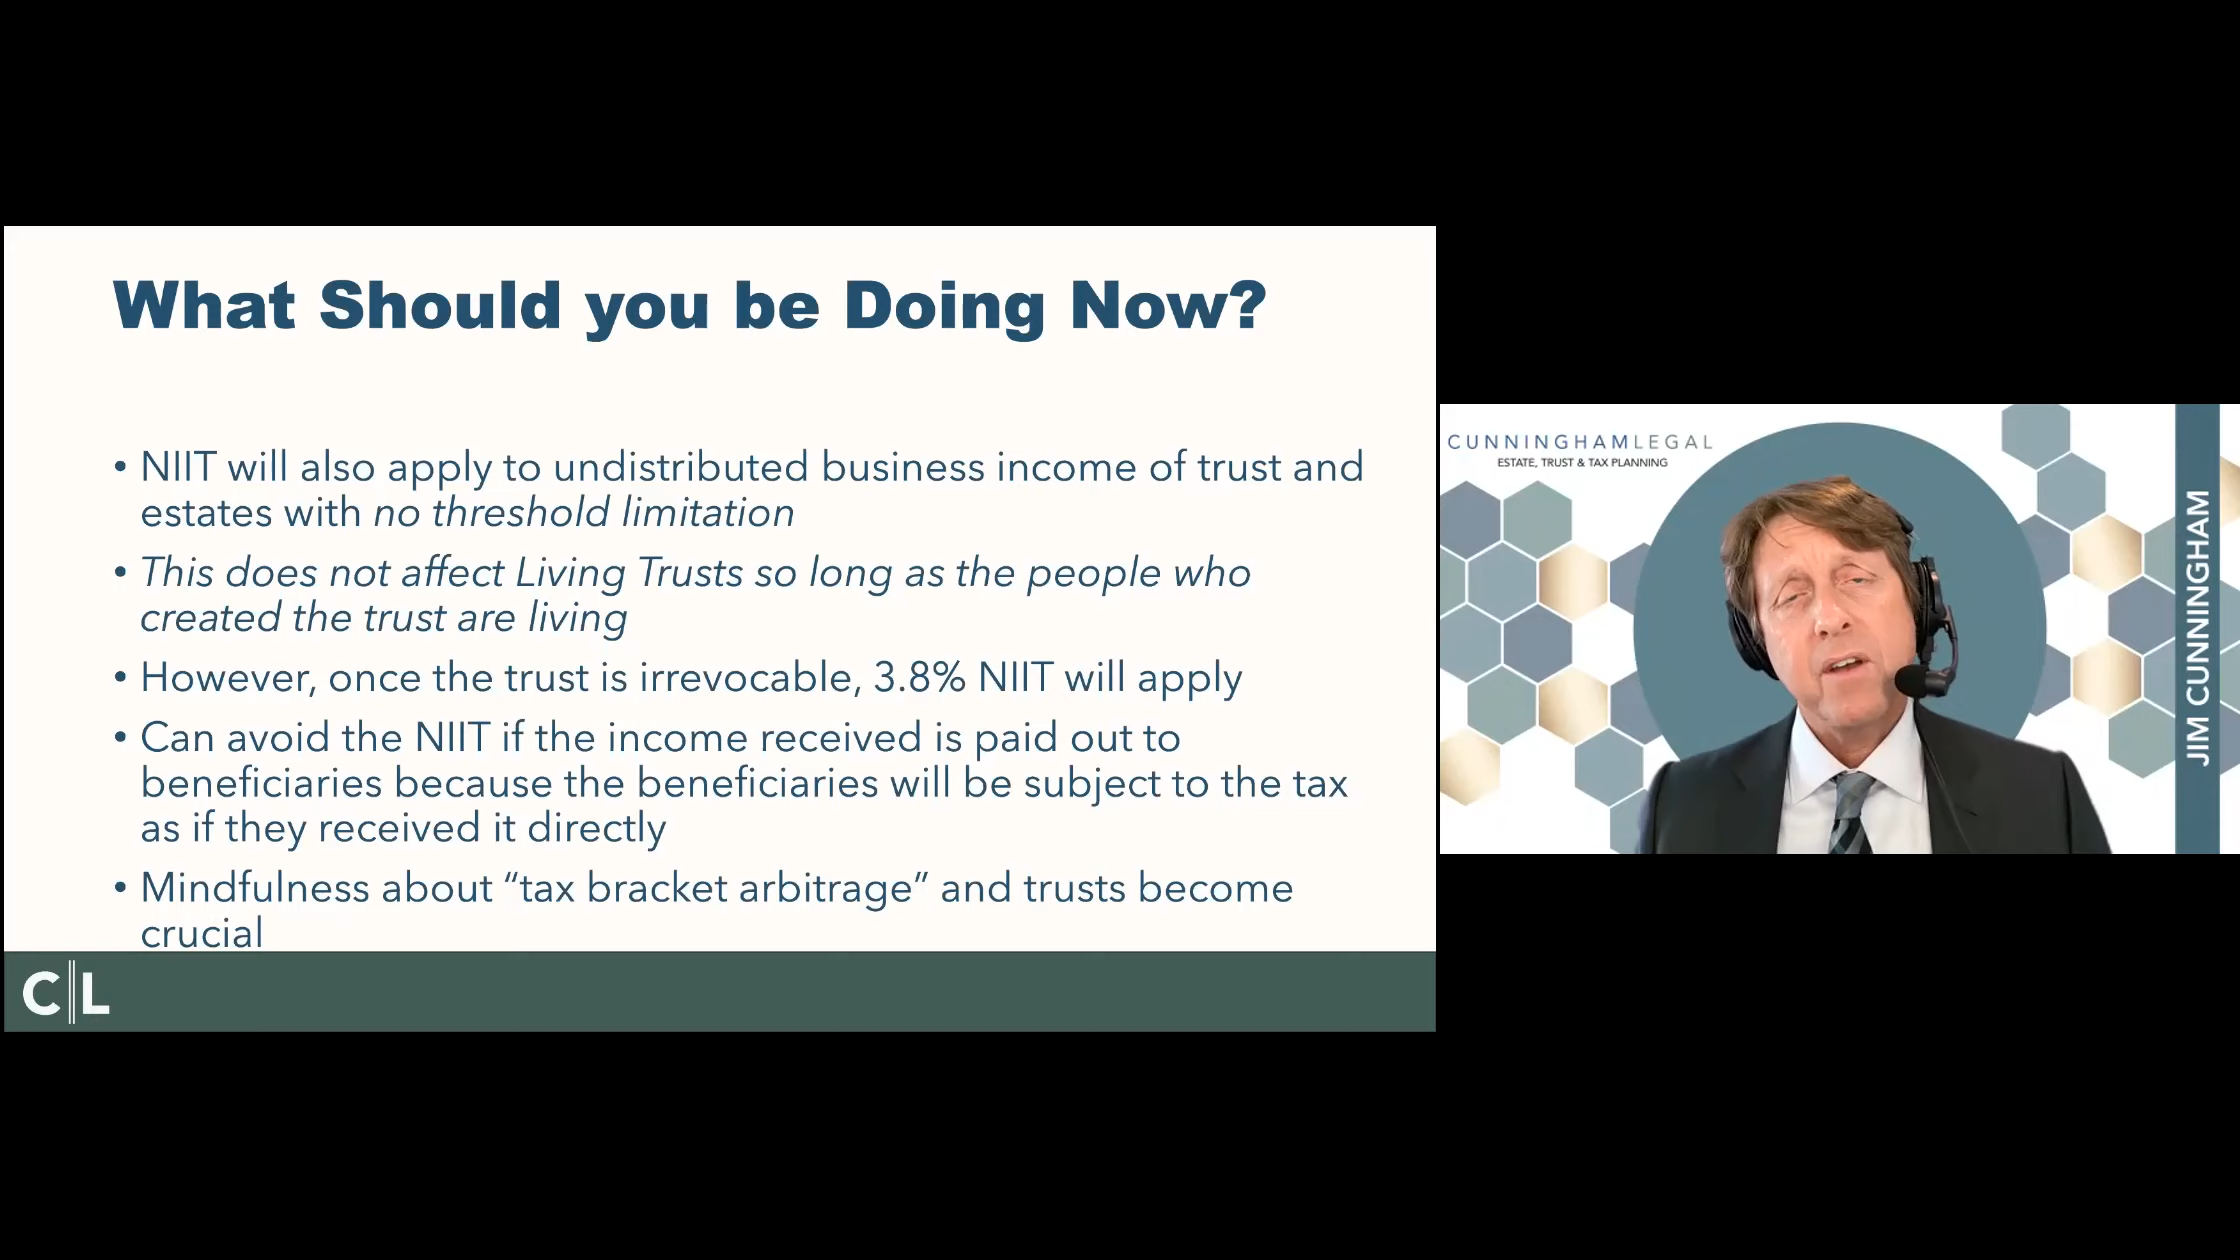 What Should you be Doing Now?
• NIIT will also apply to undistributed business income of trust and
estates with no threshold limitation
• This does not affect Living Trusts so long as the people who
created the trust are living
• However, once the trust is irrevocable, 3.8% NIIT will apply
• Can avoid the NIIT if the income received is paid out to
beneficiaries because the beneficiaries will be subject to the tax
as if they received it directly
• Mindfulness about “tax bracket arbitrage” and trusts become
crucial
C||L
CUNNINGHAMLEGAL
ESTATE, TRUST & TAX PLANNING
JIM CUNNINGHAM